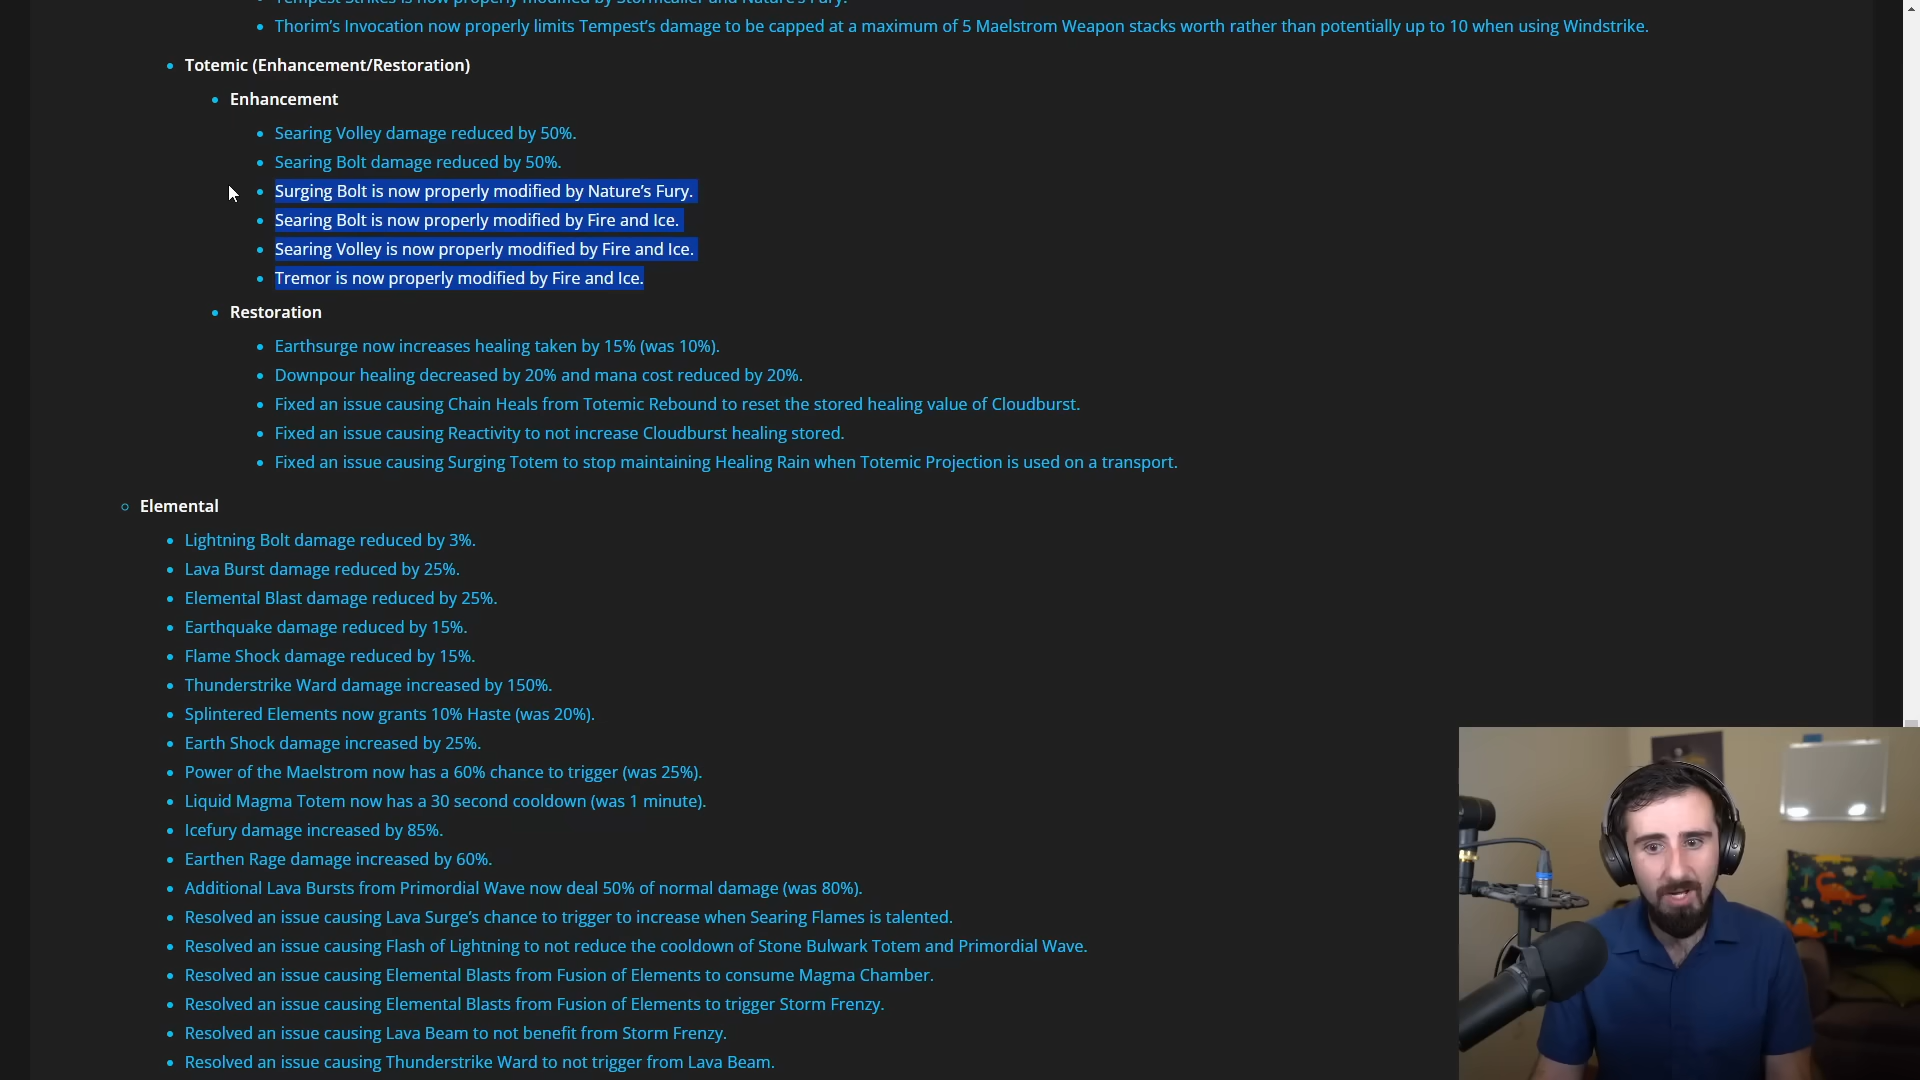 Tempest Strikes is now properly modified by Stormcaller and Nature's Fury.
Thorim's Invocation now properly limits Tempest's damage to be capped at a maximum of 5 Maelstrom Weapon stacks worth rather than potentially up to 10 when using Windstrike.
Totemic (Enhancement/Restoration)
Enhancement
Searing Volley damage reduced by 50%.
Searing Bolt damage reduced by 50%.
Surging Bolt is now properly modified by Nature's Fury.
Searing Bolt is now properly modified by Fire and Ice.
Searing Volley is now properly modified by Fire and Ice.
Tremor is now properly modified by Fire and Ice.
Restoration
Earthsurge now increases healing taken by 15% (was 10%).
Downpour healing decreased by 20% and mana cost reduced by 20%.
Fixed an issue causing Chain Heals from Totemic Rebound to reset the stored healing value of Cloudburst.
Fixed an issue causing Reactivity to not increase Cloudburst healing stored.
Fixed an issue causing Surging Totem to stop maintaining Healing Rain when Totemic Projection is used on a transport.
Elemental
Lightning Bolt damage reduced by 3%.
Lava Burst damage reduced by 25%.
Elemental Blast damage reduced by 25%.
Earthquake damage reduced by 15%.
Flame Shock damage reduced by 15%.
Thunderstrike Ward damage increased by 150%.
Splintered Elements now grants 10% Haste (was 20%).
Earth Shock damage increased by 25%.
Power of the Maelstrom now has a 60% chance to trigger (was 25%).
Liquid Magma Totem now has a 30 second cooldown (was 1 minute).
Icefury damage increased by 85%.
Earthen Rage damage increased by 60%.
Additional Lava Bursts from Primordial Wave now deal 50% of normal damage (was 80%).
Resolved an issue causing Lava Surge's chance to trigger to increase when Searing Flames is talented.
Resolved an issue causing Flash of Lightning to not reduce the cooldown of Stone Bulwark Totem and Primordial Wave.
Resolved an issue causing Elemental Blasts from Fusion of Elements to consume Magma Chamber.
Resolved an issue causing Elemental Blasts from Fusion of Elements to trigger Storm Frenzy.
Resolved an issue causing Lava Beam to not benefit from Storm Frenzy.
Resolved an issue causing Thunderstrike Ward to not trigger from Lava Beam.